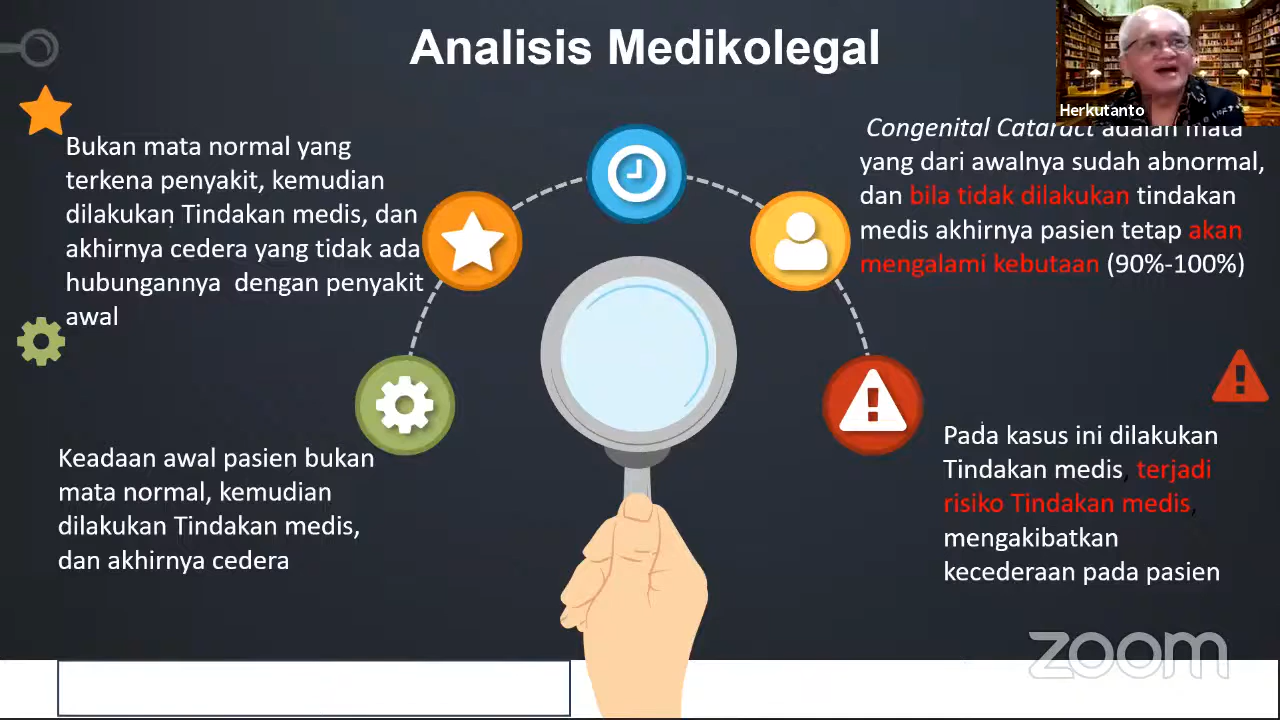 Analisis Medikolegal
Herkutanto
Bukan mata normal yang
terkena penyakit, kemudian
dilakukan Tindakan medis, dan
akhirnya cedera yang tidak ada
hubungannya dengan penyakit
awal
Congenital Cataract adalah mata
yang dari awalnya sudah abnormal,
dan bila tidak dilakukan tindakan
medis akhirnya pasien tetap akan
mengalami kebutaan (90%-100%)
Keadaan awal pasien bukan
mata normal, kemudian
dilakukan Tindakan medis,
dan akhirnya cedera
Pada kasus ini dilakukan
Tindakan medis, terjadi
risiko Tindakan medis,
mengakibatkan
kecederaan pada pasien
zoom